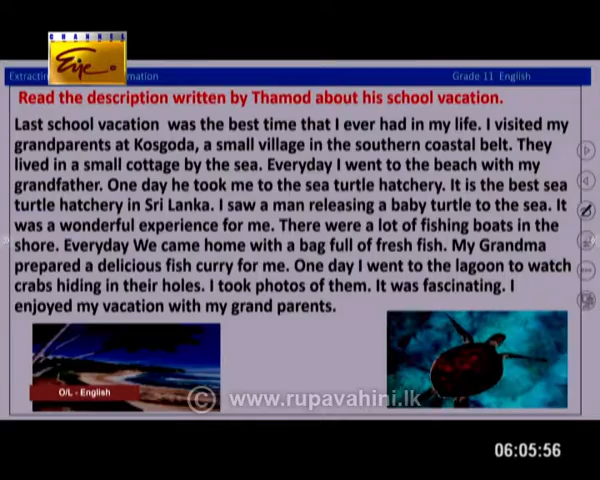 CHANNEL
Eye
Extractin mation Grade 11 English
Read the description written by Thamod about his school vacation.
Last school vacation was the best time that I ever had in my life. I visited my
grandparents at Kosgoda, a small village in the southern coastal belt. They
lived in a small cottage by the sea. Everyday I went to the beach with my
grandfather. One day he took me to the sea turtle hatchery. It is the best sea
turtle hatchery in Sri Lanka. I saw a man releasing a baby turtle to the sea. It
was a wonderful experience for me. There were a lot of fishing boats in the
shore. Everyday We came home with a bag full of fresh fish. My Grandma
prepared a delicious fish curry for me. One day I went to the lagoon to watch
crabs hiding in their holes. I took photos of them. It was fascinating. I
enjoyed my vacation with my grand parents.
O/L - English
© www.rupavahini.lk
06:05:56